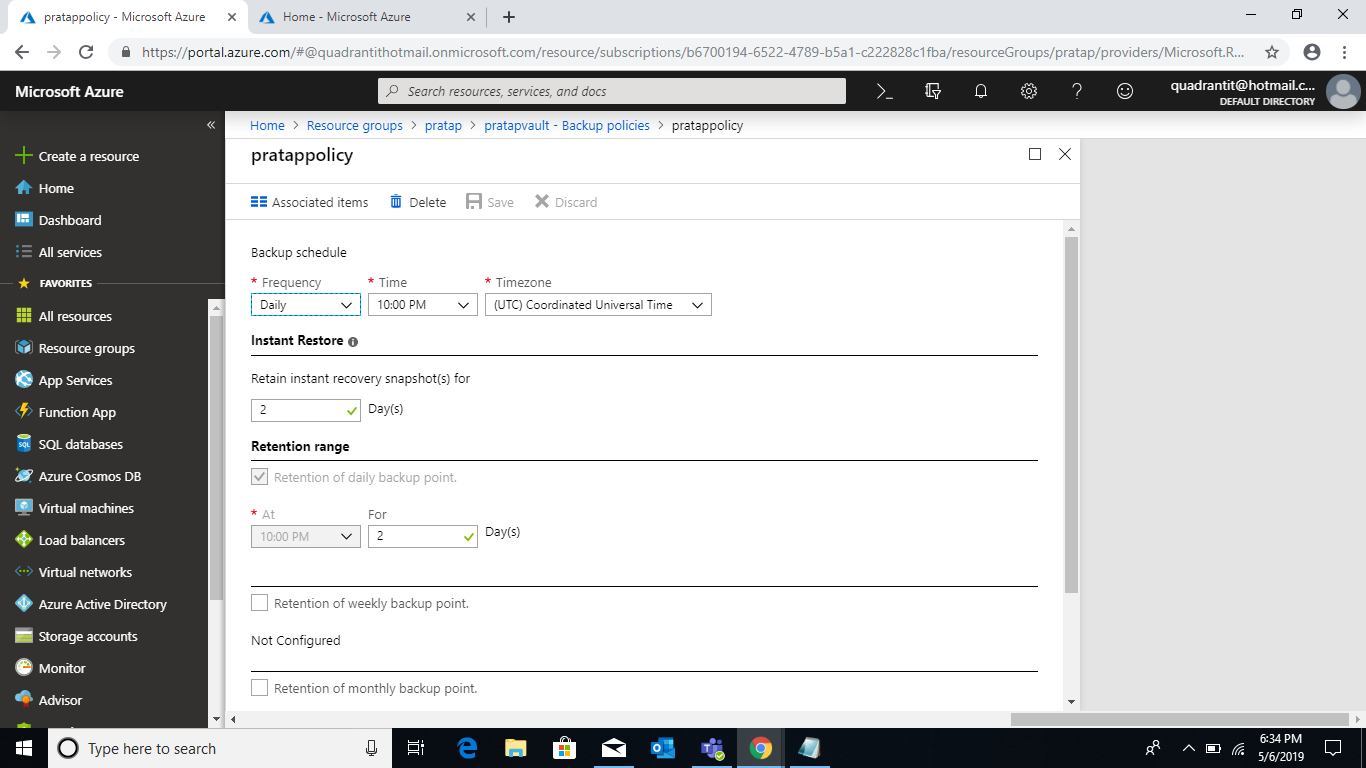 pratappolicy - Microsoft Azure
Home - Microsoft Azure
https://portal.azure.com/#@quadrantithotmail.onmicrosoft.com/resource/subscriptions/b6700194-6522-4789-b5a1-c222828c1fba/resourceGroups/pratap/providers/Microsoft.R...
Microsoft Azure
Search resources, services, and docs
quadrantit@hotmail.c...
DEFAULT DIRECTORY
Create a resource
Home
Dashboard
All services
FAVORITES
All resources
Resource groups
App Services
Function App
SQL databases
SQL
Azure Cosmos DB
Virtual machines
Load balancers
Virtual networks
Azure Active Directory
Storage accounts
Monitor
Advisor
Home > Resource groups > pratap > pratapvault - Backup policies > pratappolicy
pratappolicy
Associated items Delete Save Discard
Backup schedule
* Frequency * Time * Timezone
Daily 10:00 PM (UTC) Coordinated Universal Time
Instant Restore
Retain instant recovery snapshot(s) for
2 Day(s)
Retention range
Retention of daily backup point.
* At For
10:00 PM 2 Day(s)
Retention of weekly backup point.
Not Configured
Retention of monthly backup point.
Type here to search
6:34 PM
5/6/2019